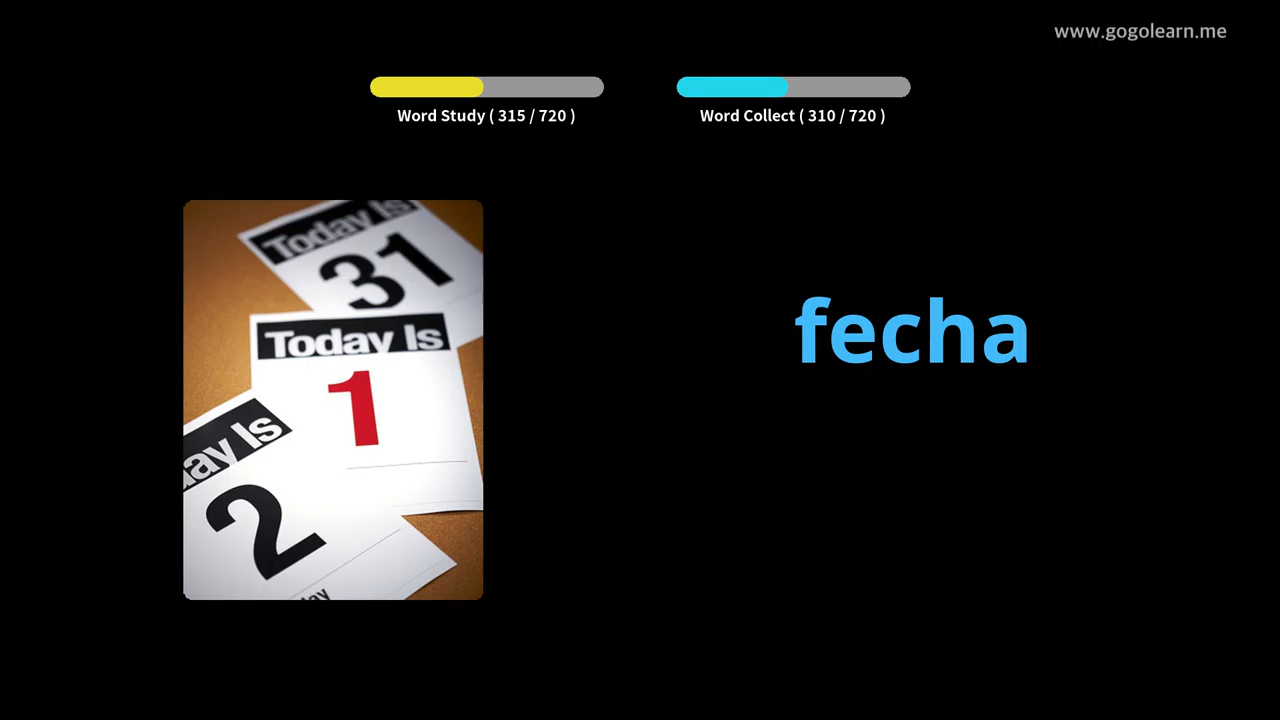 www.gogolearn.me
Word Study ( 315 / 720 )
Word Collect ( 310 / 720 )
Today Is
31
Today Is
1
fecha
ay Is
2